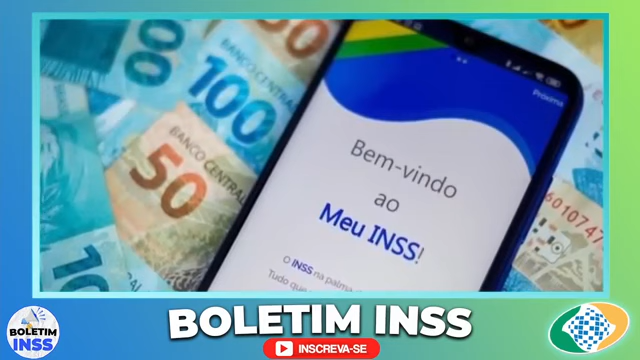 100
BANCO CENTRAL
50
BANCO CENTRAL
10
Próxima
Bem-vindo
ao
Meu INSS!
O INSS na palma
Tudo que
BOLETIM
INSS
BOLETIM INSS
INSCREVA-SE